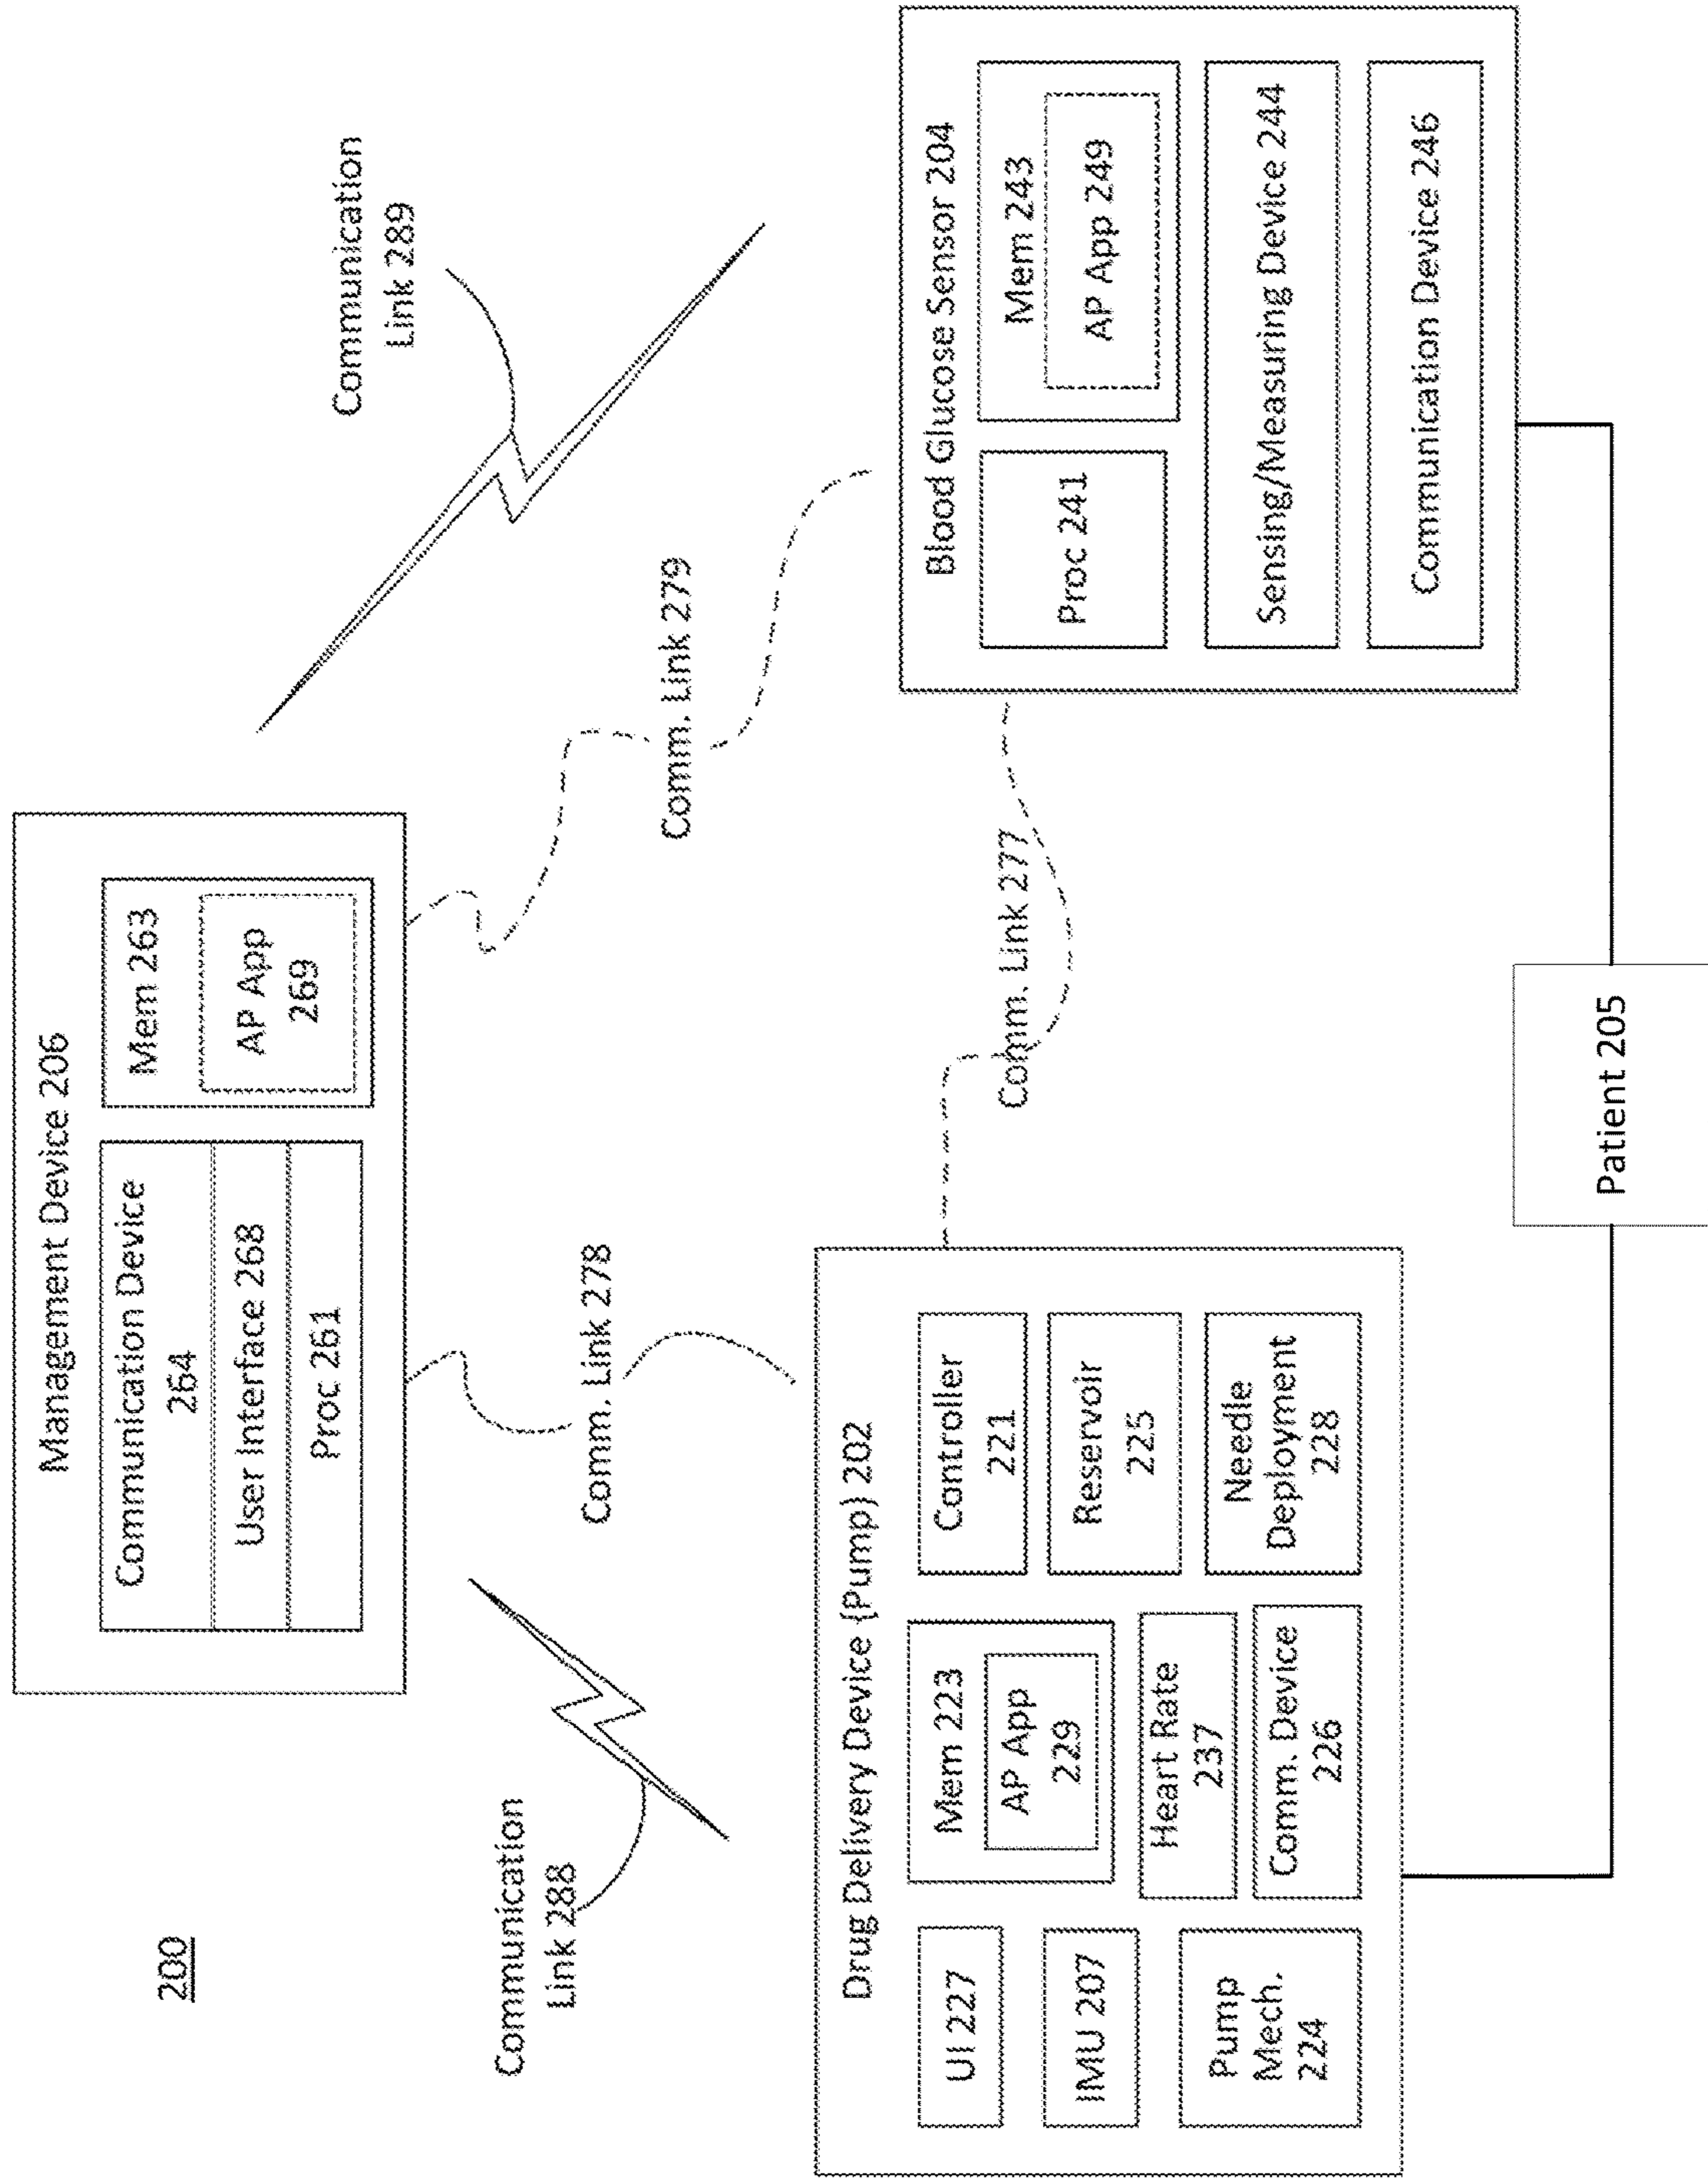 200
Management Device 206
Communication Device
264
User Interface 268
Proc 261
Mem 263
AP App
269
Communication
Link 288
Comm. Link 278
Comm. Link 279
Communication
Link 289
Drug Delivery Device (Pump) 202
UI 227
IMU 207
Pump
Mech.
224
Mem 223
AP App
229
Heart Rate
237
Comm. Device
226
Controller
221
Reservoir
225
Needle
Deployment
228
Comm. Link 277
Blood Glucose Sensor 204
Proc 241
Mem 243
AP App 249
Sensing/Measuring Device 244
Communication Device 246
Patient 205